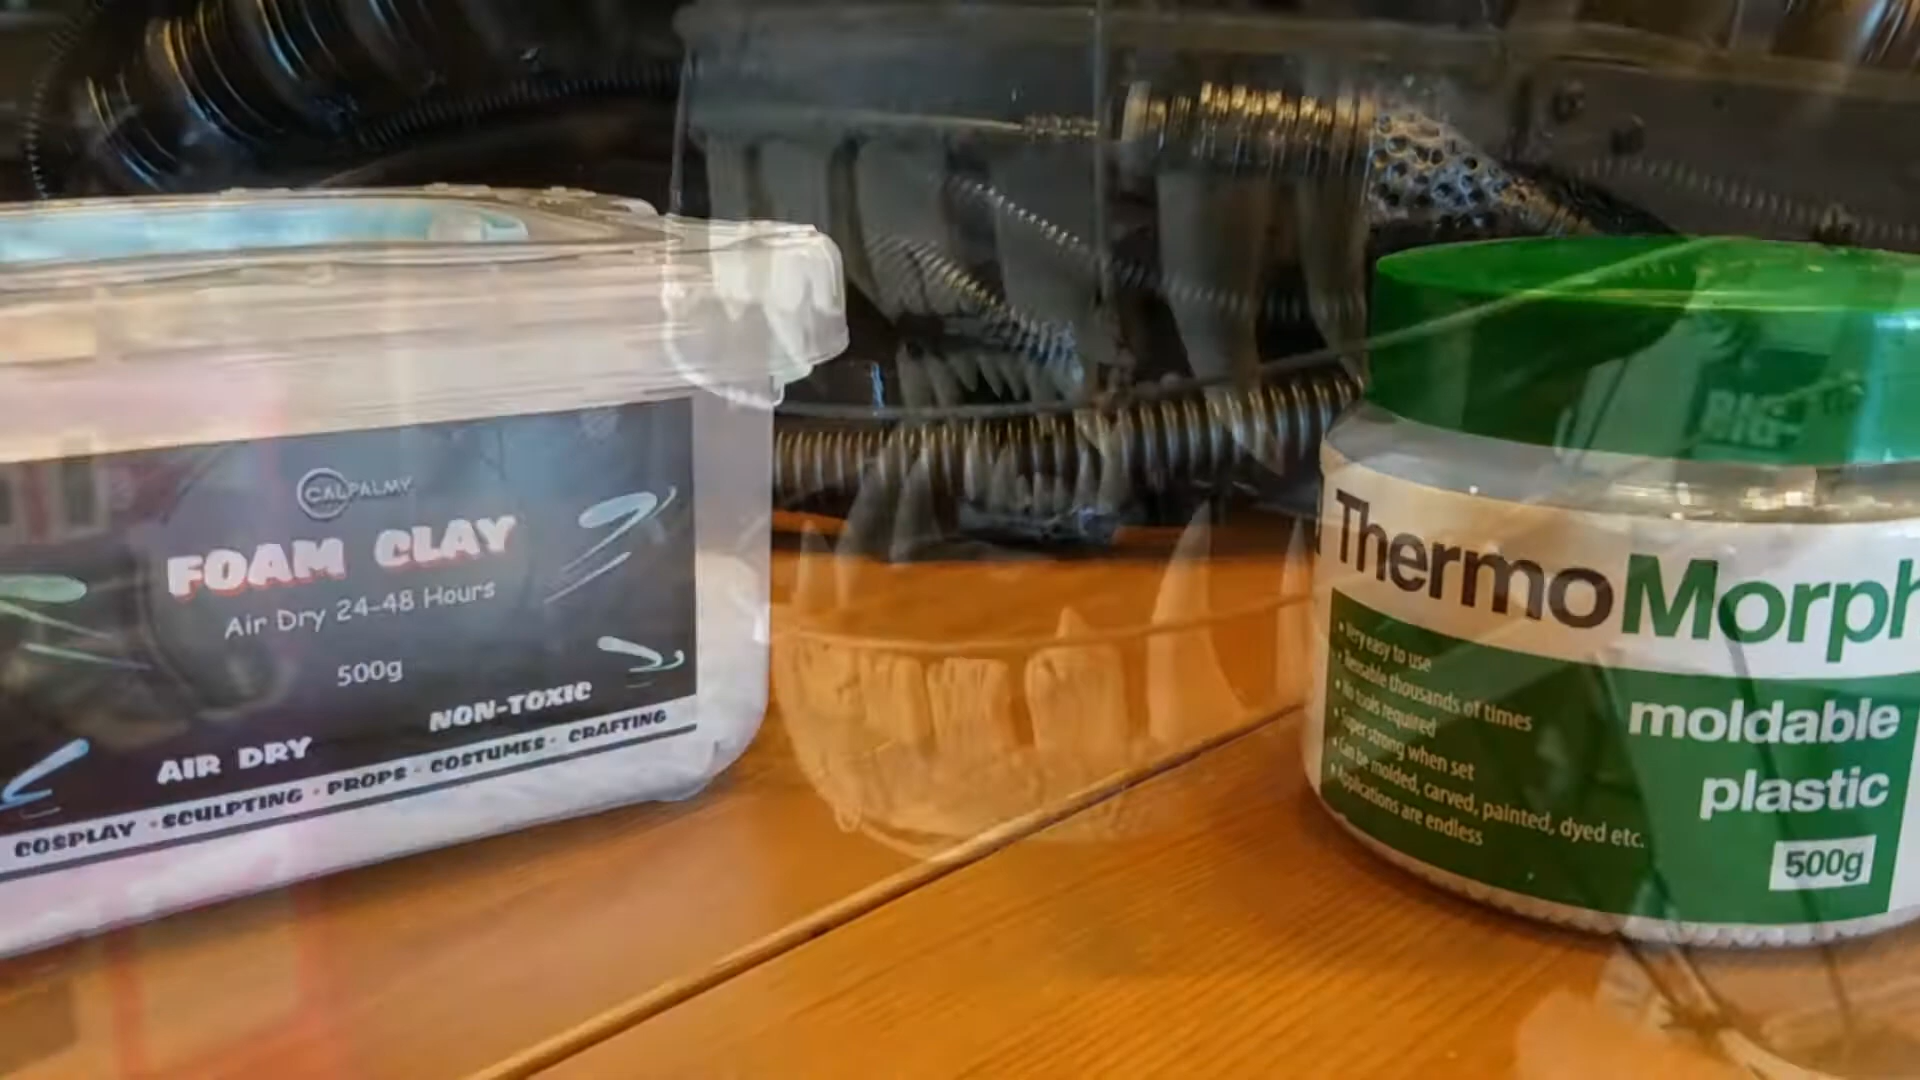 CALPALMY
FOAM CLAY
Air Dry 24-48 Hours
500g
NON-TOXIC
AIR DRY
COSPLAY · SCULPTING · PROPS · COSTUMES · CRAFTING
ThermoMorph
• Very easy to use
• Reusable thousands of times
• No tools required
• Super strong when set
• Can be molded, carved, painted, dyed etc.
• Applications are endless
moldable
plastic
500g